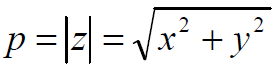 p = |z| = √(x² + y²)